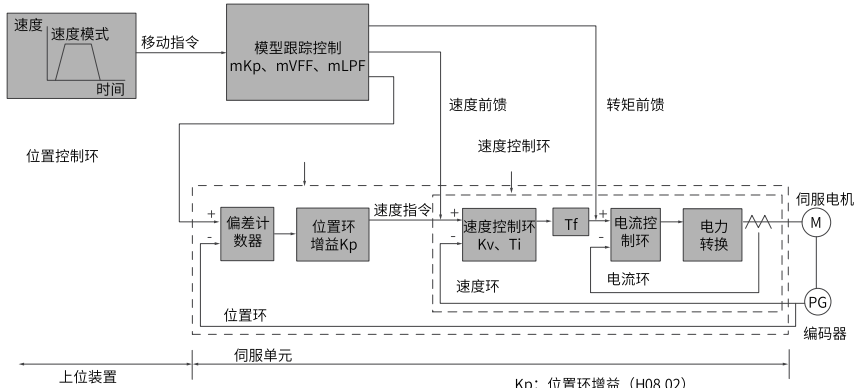 速度
速度模式
时间
移动指令
模型跟踪控制
mKp、mVFF、mLPF
速度前馈
转矩前馈
位置控制环
速度控制环
伺服电机
+
-
偏差计
数器
位置环
增益Kp
速度指令
+
-
速度控制环
Kv、Ti
Tf
+
-
电流控
制环
电力
转换
M
速度环
电流环
位置环
PG
编码器
上位装置
伺服单元
Kp：位置环增益（H08.02）